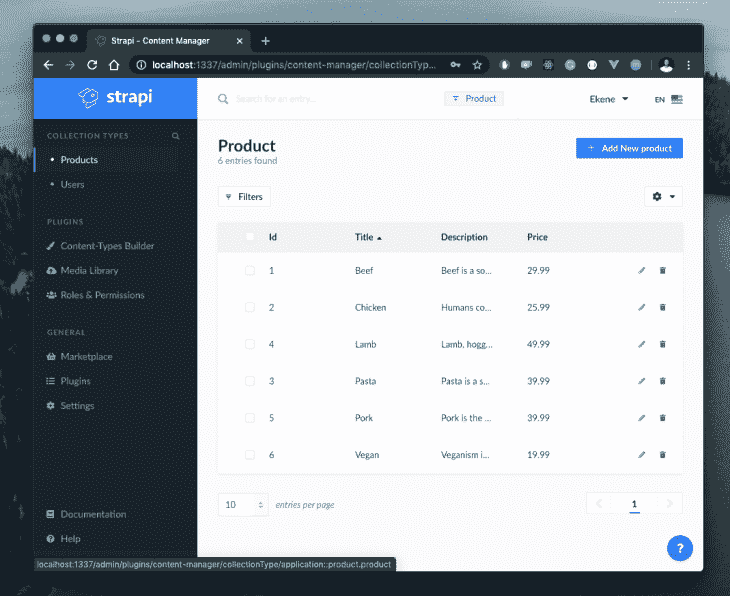 Strapi - Content Manager
localhost:1337/admin/plugins/content-manager/collectionTyp...
strapi
Search for an entry...
Product
Ekene
EN
COLLECTION TYPES
Products
Users
PLUGINS
Content-Types Builder
Media Library
Roles & Permissions
GENERAL
Marketplace
Plugins
Settings
Documentation
Help
Product
6 entries found
+ Add New product
Filters
Id Title Description Price
1 Beef Beef is a so... 29.99
2 Chicken Humans co... 25.99
4 Lamb Lamb, hogg... 49.99
3 Pasta Pasta is a s... 39.99
5 Pork Pork is the ... 39.99
6 Vegan Veganism i... 19.99
10 entries per page
1
?
localhost:1337/admin/plugins/content-manager/collectionType/application::product.product